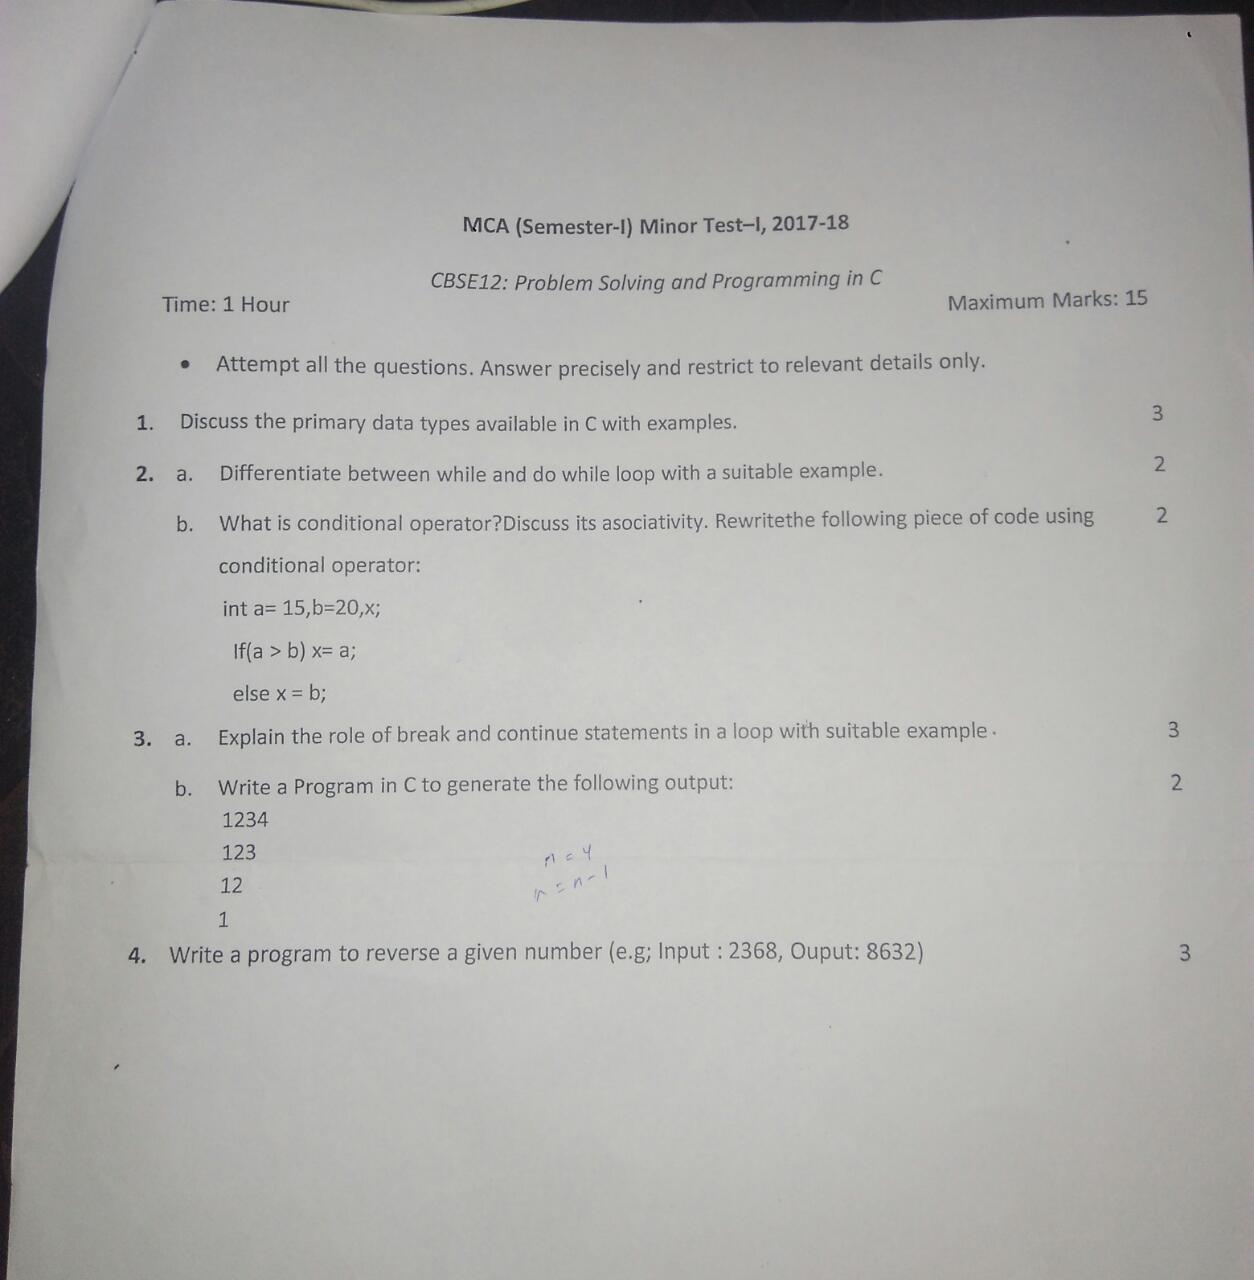 MCA (Semester-I) Minor Test–I, 2017-18
CBSE12: Problem Solving and Programming in C
Time: 1 Hour Maximum Marks: 15
• Attempt all the questions. Answer precisely and restrict to relevant details only.
1. Discuss the primary data types available in C with examples. 3
2. a. Differentiate between while and do while loop with a suitable example. 2
b. What is conditional operator?Discuss its asociativity. Rewritethe following piece of code using 2
conditional operator:
int a= 15,b=20,x;
If(a > b) x= a;
else x = b;
3. a. Explain the role of break and continue statements in a loop with suitable example. 3
b. Write a Program in C to generate the following output: 2
1234
123
12
1
n = 4
n = n-1
4. Write a program to reverse a given number (e.g; Input : 2368, Ouput: 8632) 3